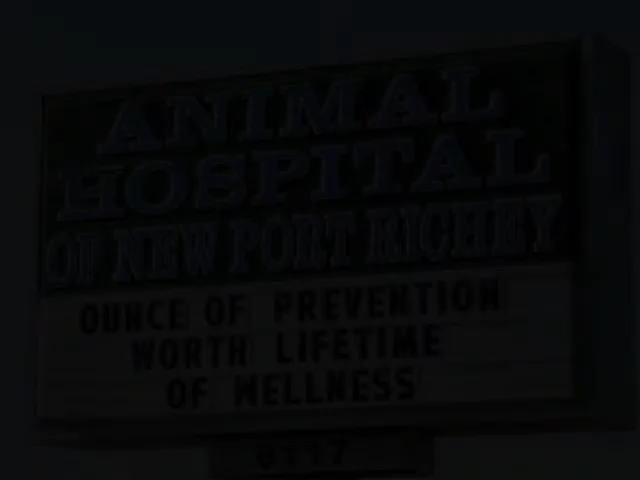 ANIMAL
HOSPITAL
OF NEW PORT RICHEY
OUNCE OF PREVENTION
WORTH LIFETIME
OF WELLNESS